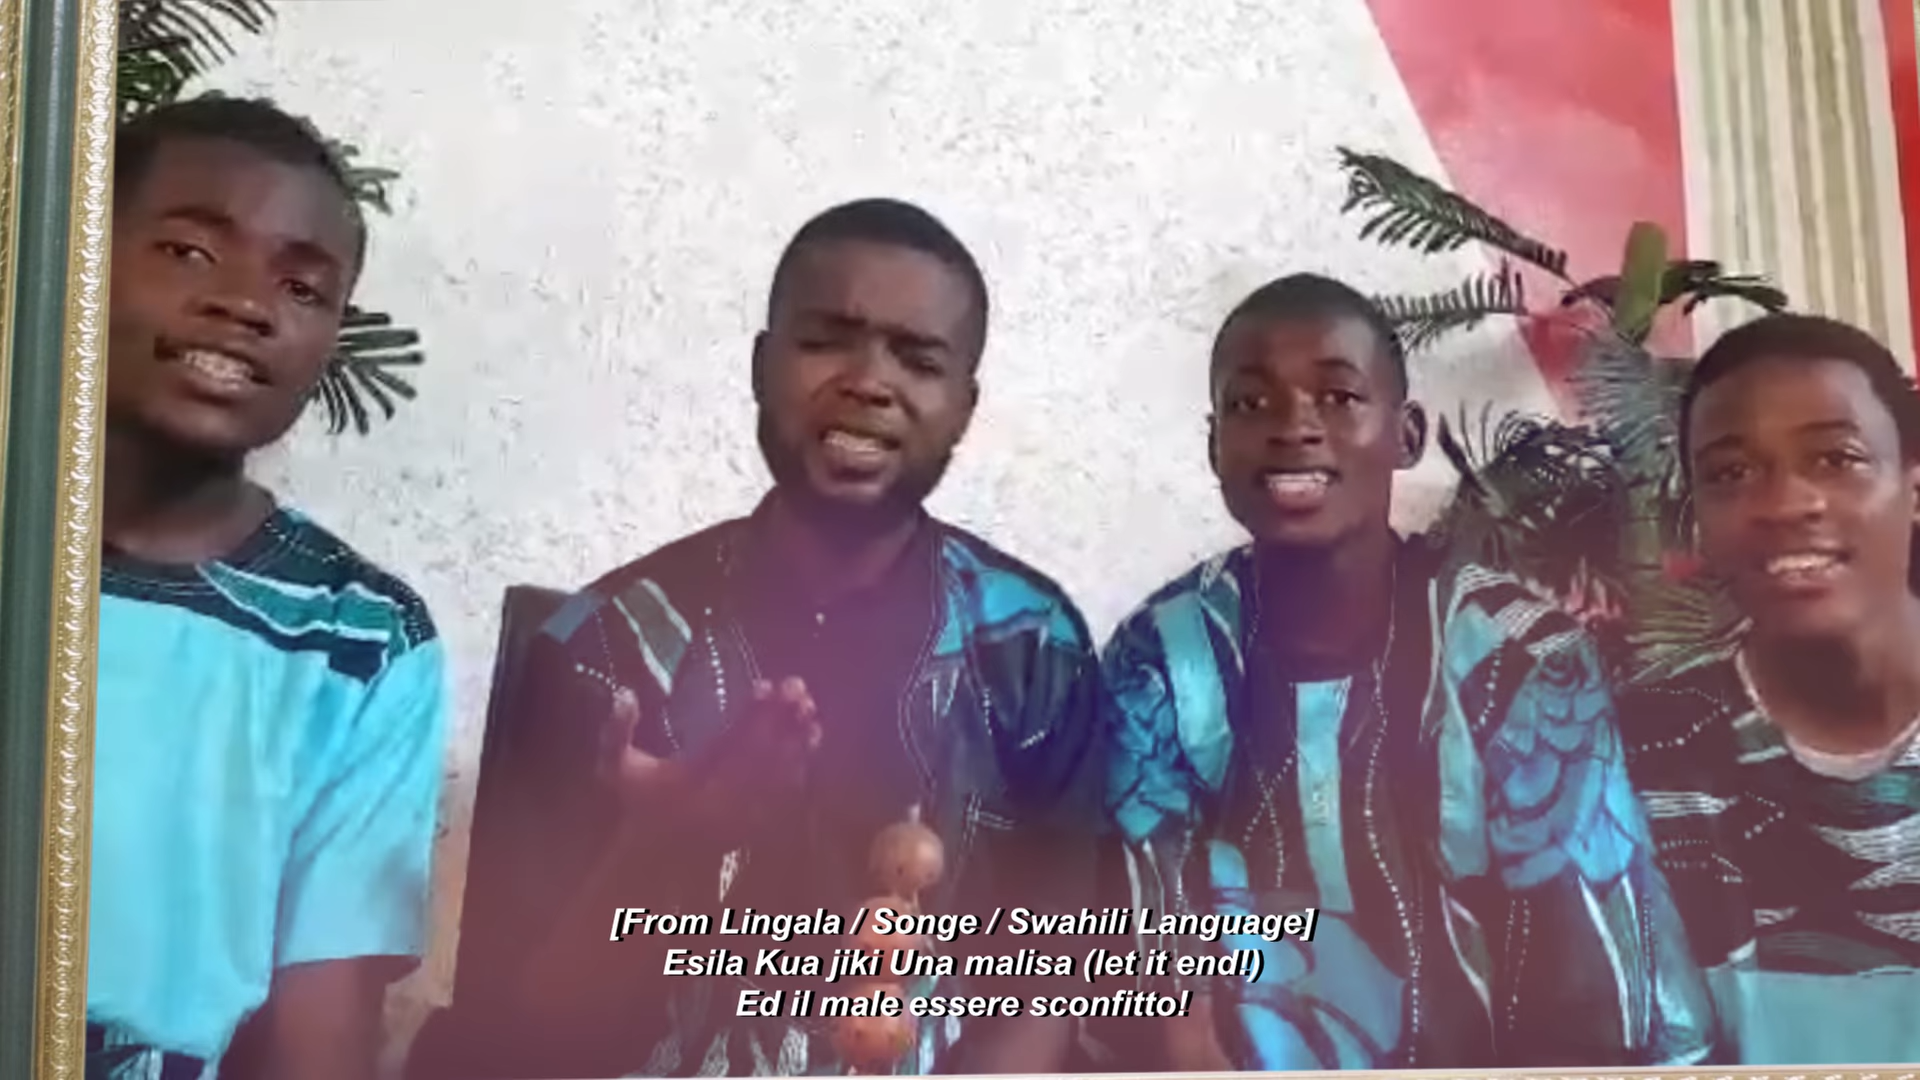 [From Lingala / Songe / Swahili Language]
Esila Kua jiki Una malisa (let it end!)
Ed il male essere sconfitto!